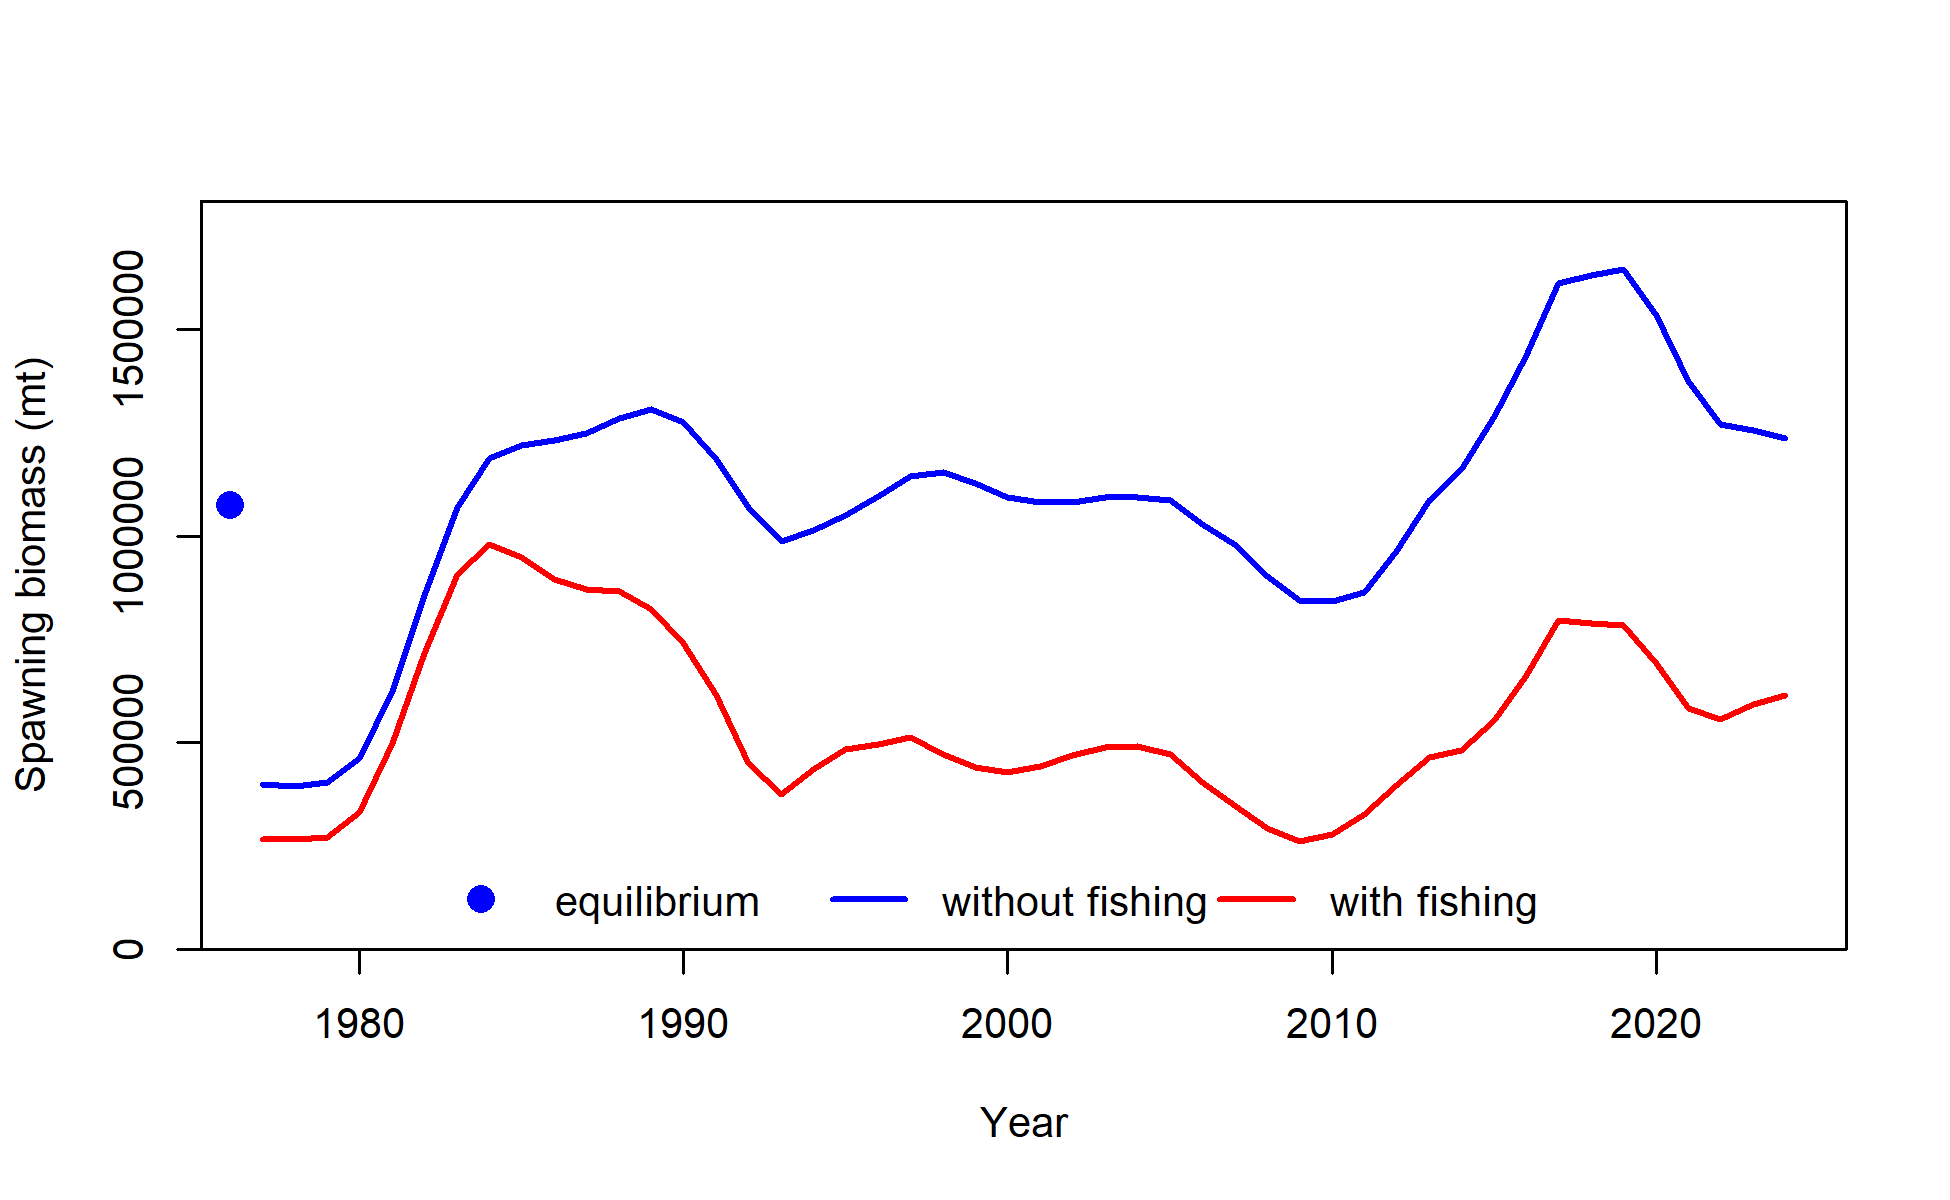 Spawning biomass (mt)
1500000
1000000
500000
0
equilibrium without fishing with fishing
1980 1990 2000 2010 2020
Year